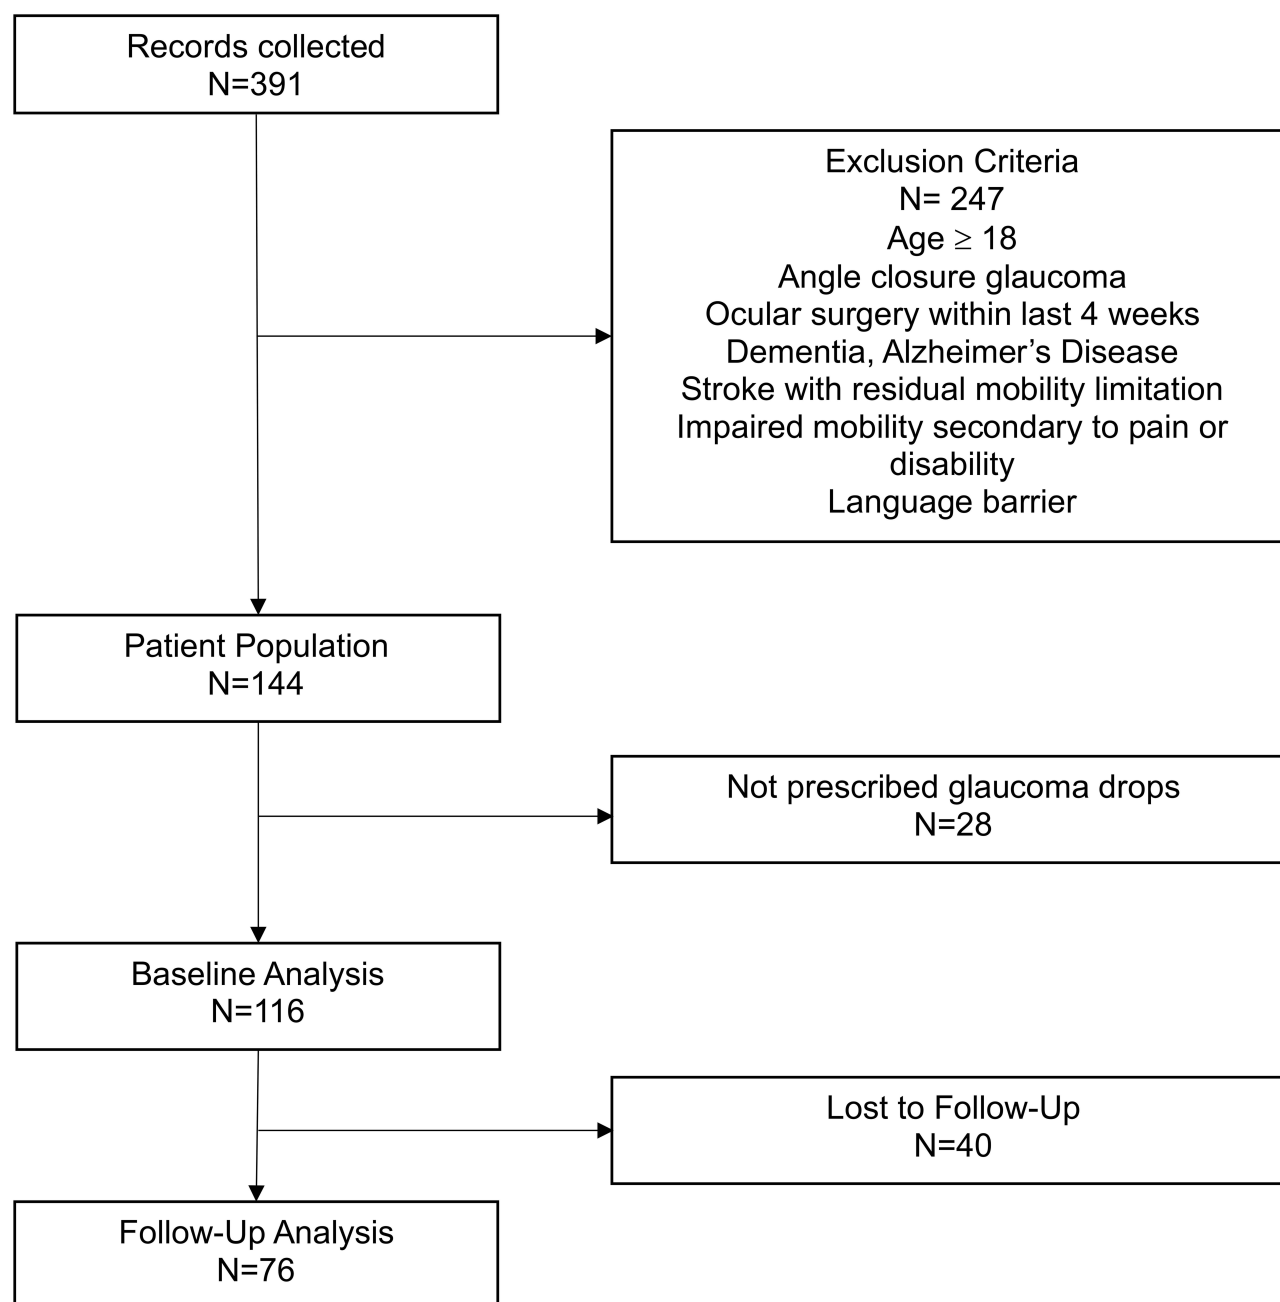 Records collected
N=391
Exclusion Criteria
N= 247
Age ≥ 18
Angle closure glaucoma
Ocular surgery within last 4 weeks
Dementia, Alzheimer’s Disease
Stroke with residual mobility limitation
Impaired mobility secondary to pain or
disability
Language barrier
Patient Population
N=144
Not prescribed glaucoma drops
N=28
Baseline Analysis
N=116
Lost to Follow-Up
N=40
Follow-Up Analysis
N=76